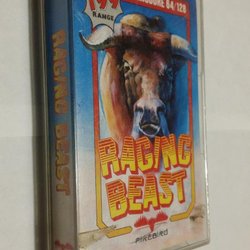 199
RANGE
COMMODORE 64/128
RAGING
BEAST
FIREBIRD
RAGING BEAST